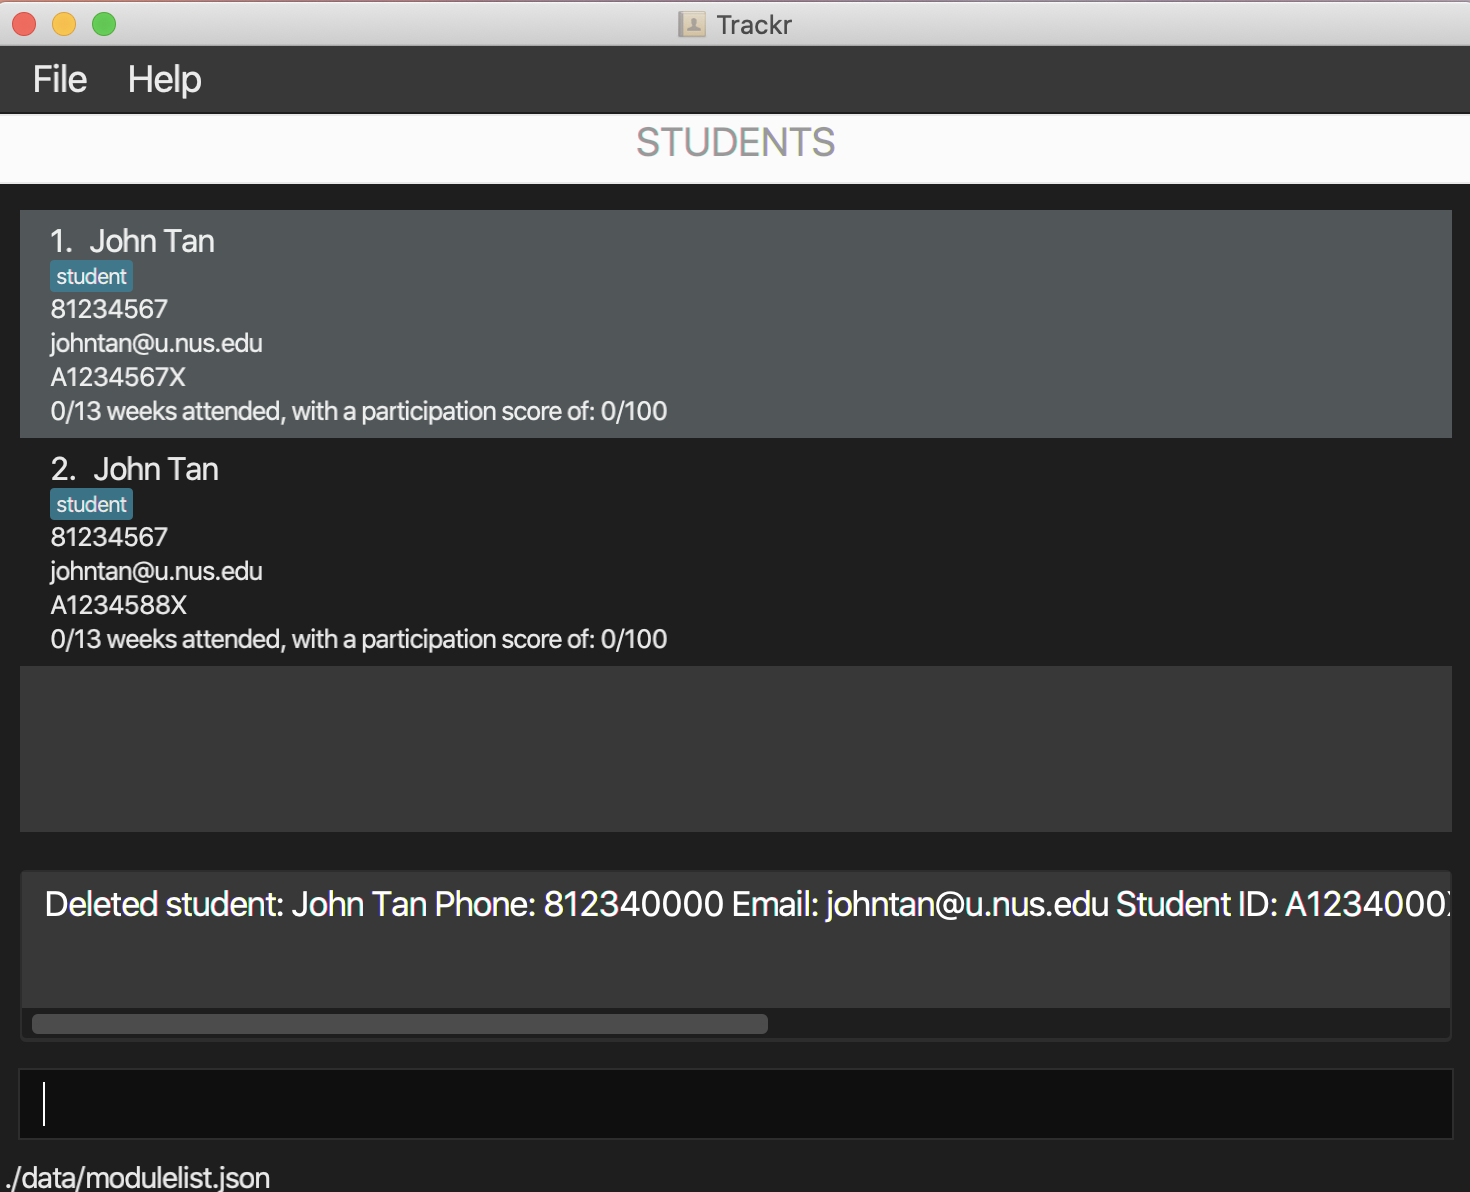 Trackr
File Help
STUDENTS
1. John Tan
student
81234567
johntan@u.nus.edu
A1234567X
0/13 weeks attended, with a participation score of: 0/100
2. John Tan
student
81234567
johntan@u.nus.edu
A1234588X
0/13 weeks attended, with a participation score of: 0/100
Deleted student: John Tan Phone: 812340000 Email: johntan@u.nus.edu Student ID: A1234000X
./data/modulelist.json